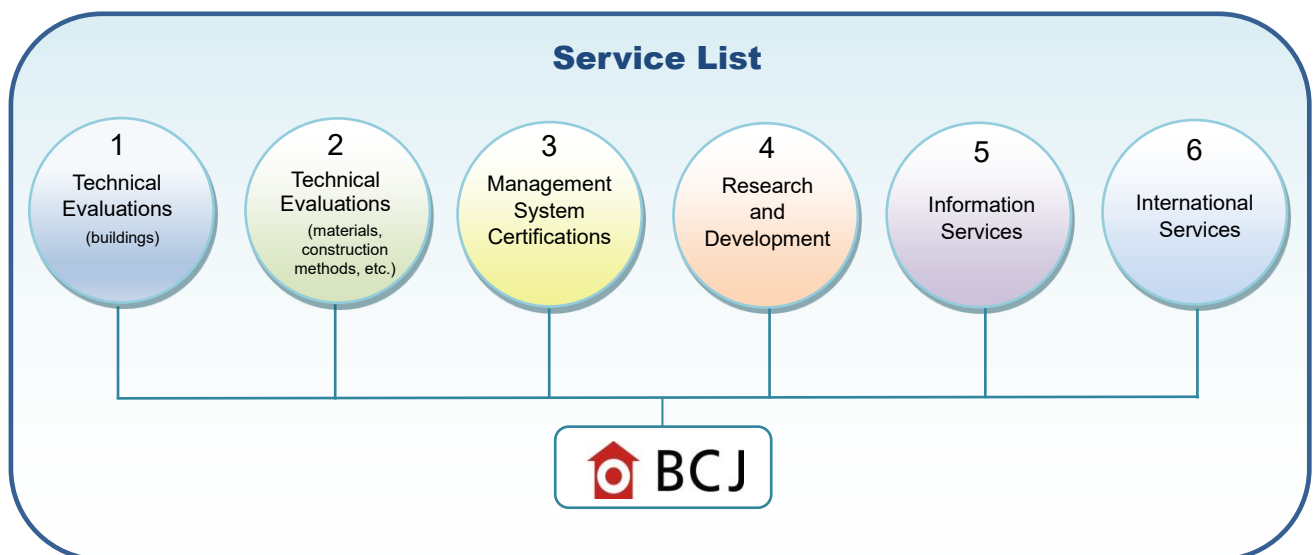 Service List
1
Technical
Evaluations
(buildings)
2
Technical
Evaluations
(materials,
construction
methods, etc.)
3
Management
System
Certifications
4
Research
and
Development
5
Information
Services
6
International
Services
BCJ